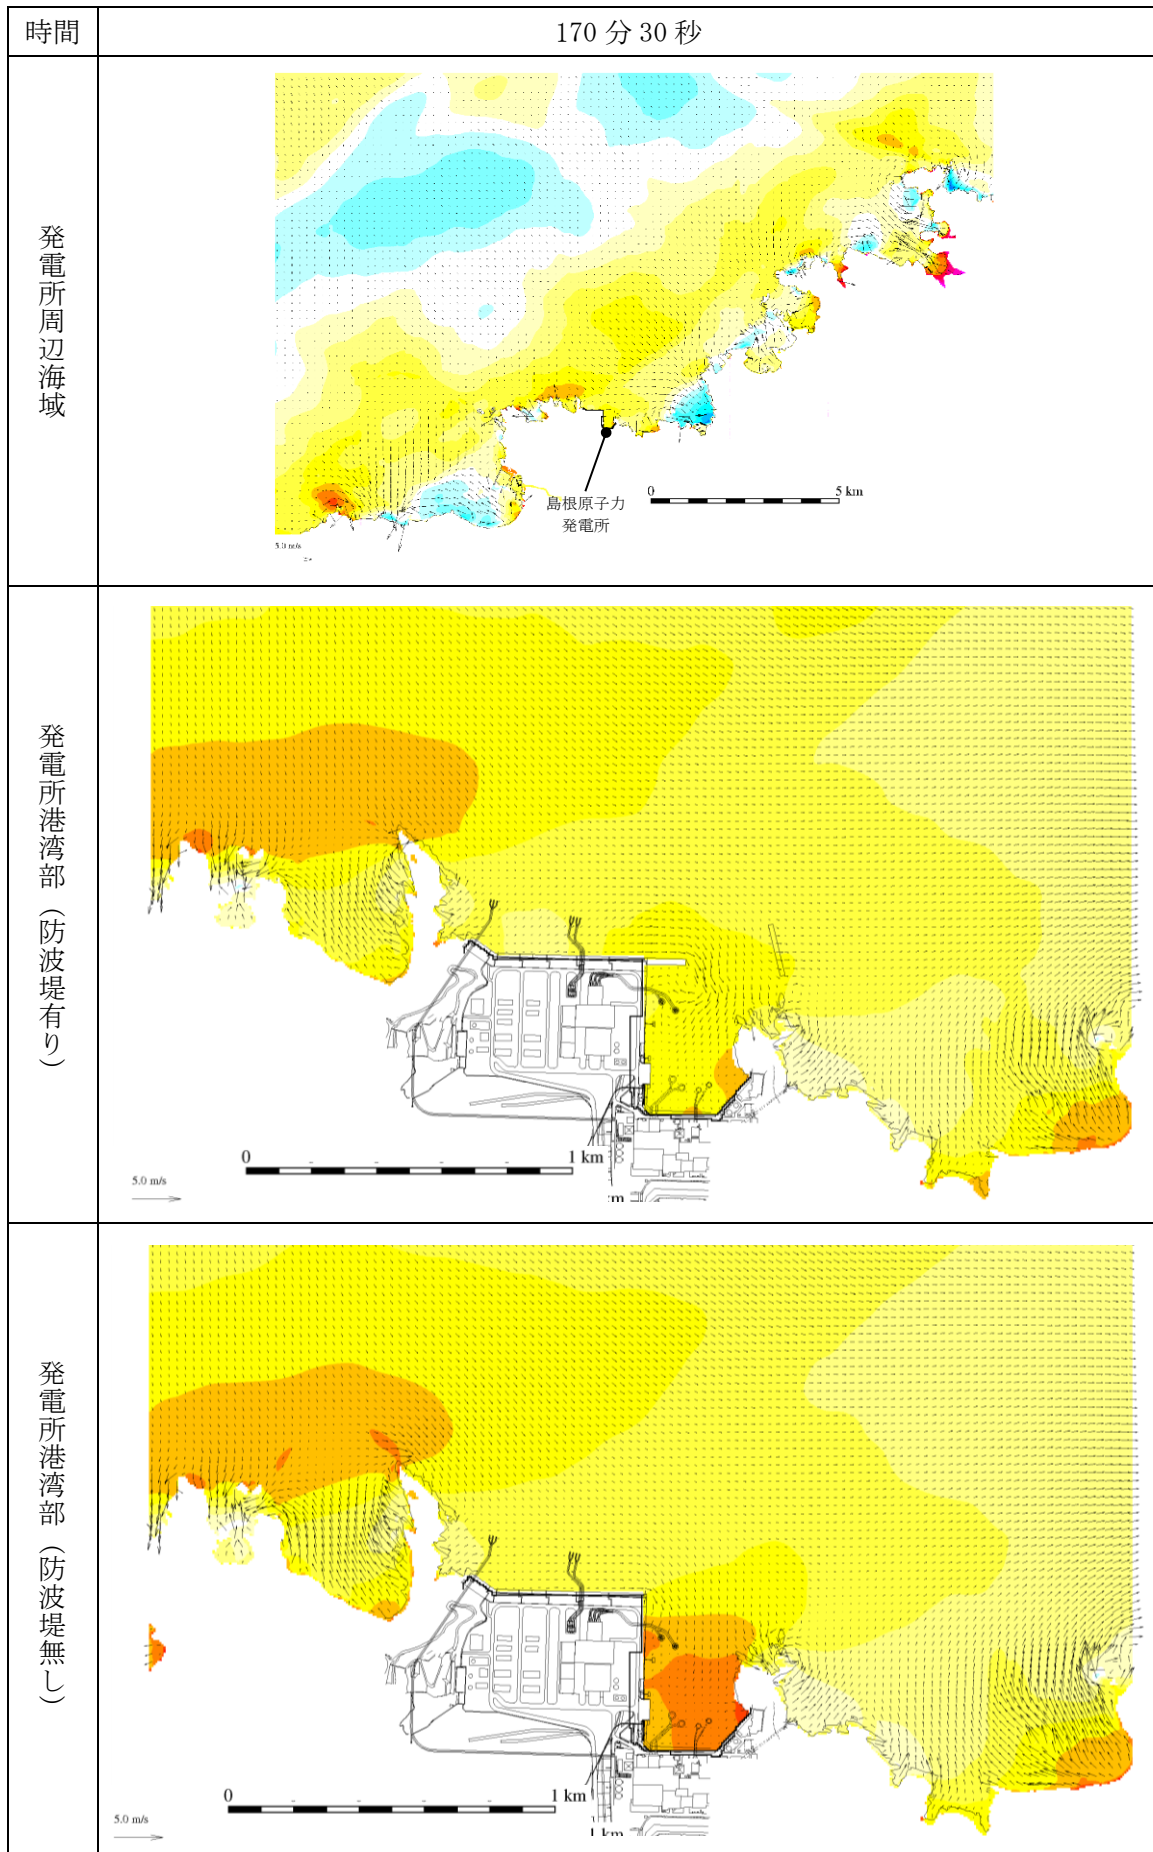 時間
170 分 30 秒
発電所周辺海域
島根原子力
発電所
0 5 km
5.0 m/s
発電所港湾部（防波堤有り）
0 1 km
5.0 m/s
発電所港湾部（防波堤無し）
0 1 km
5.0 m/s